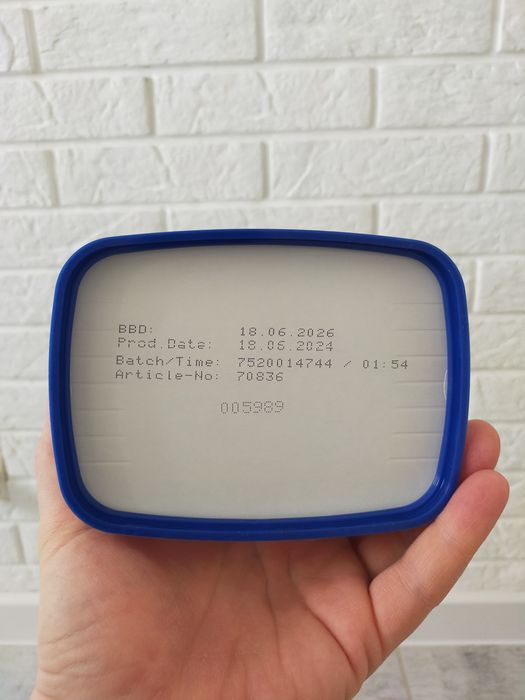 BBD: 18.06.2026
Prod.Date: 18.06.2024
Batch/Time: 7520014744 / 01:54
Article-No: 70836
005989